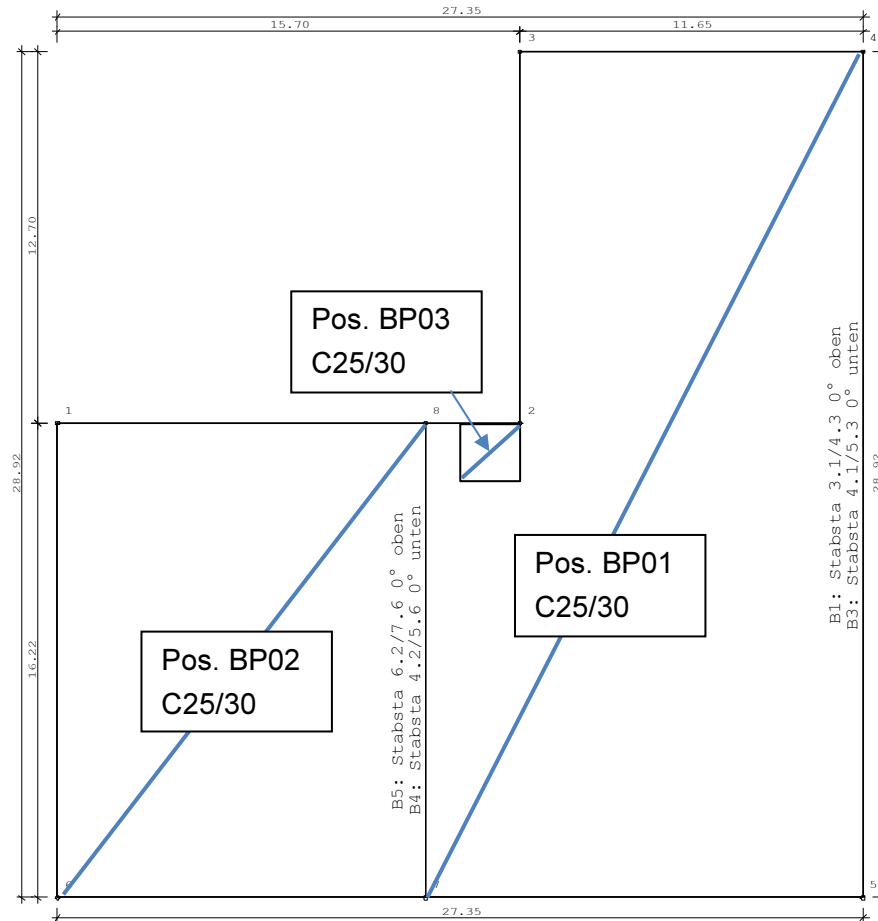 27.35
15.70
11.65
3
4
12.70
28.92
28.92
Pos. BP03
C25/30
1
8
2
B1: Stabsta 3.1/4.3 0° oben
B3: Stabsta 4.1/5.3 0° unten
Pos. BP01
C25/30
B5: Stabsta 6.2/7.6 0° oben
B4: Stabsta 4.2/5.6 0° unten
16.22
Pos. BP02
C25/30
6
7
5
27.35